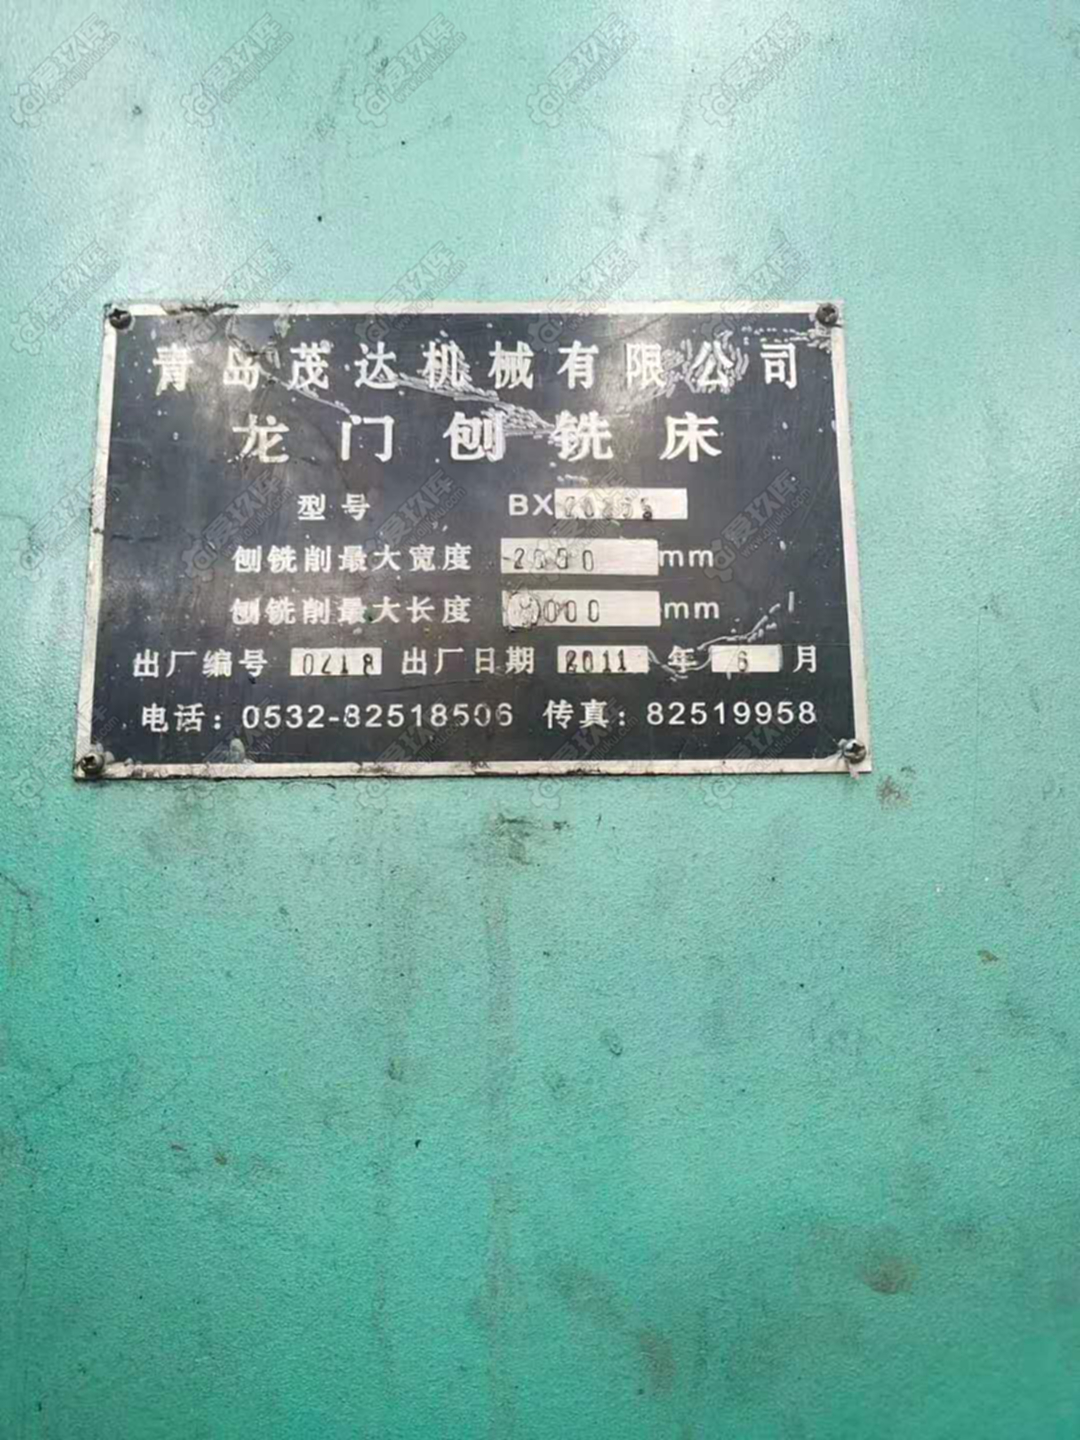 青岛茂达机械有限公司
龙门刨铣床
型号 BX
刨铣削最大宽度 2000 mm
刨铣削最大长度 mm
出厂编号 0218 出厂日期 2011 年 6 月
电话：0532-82518506 传真：82519958